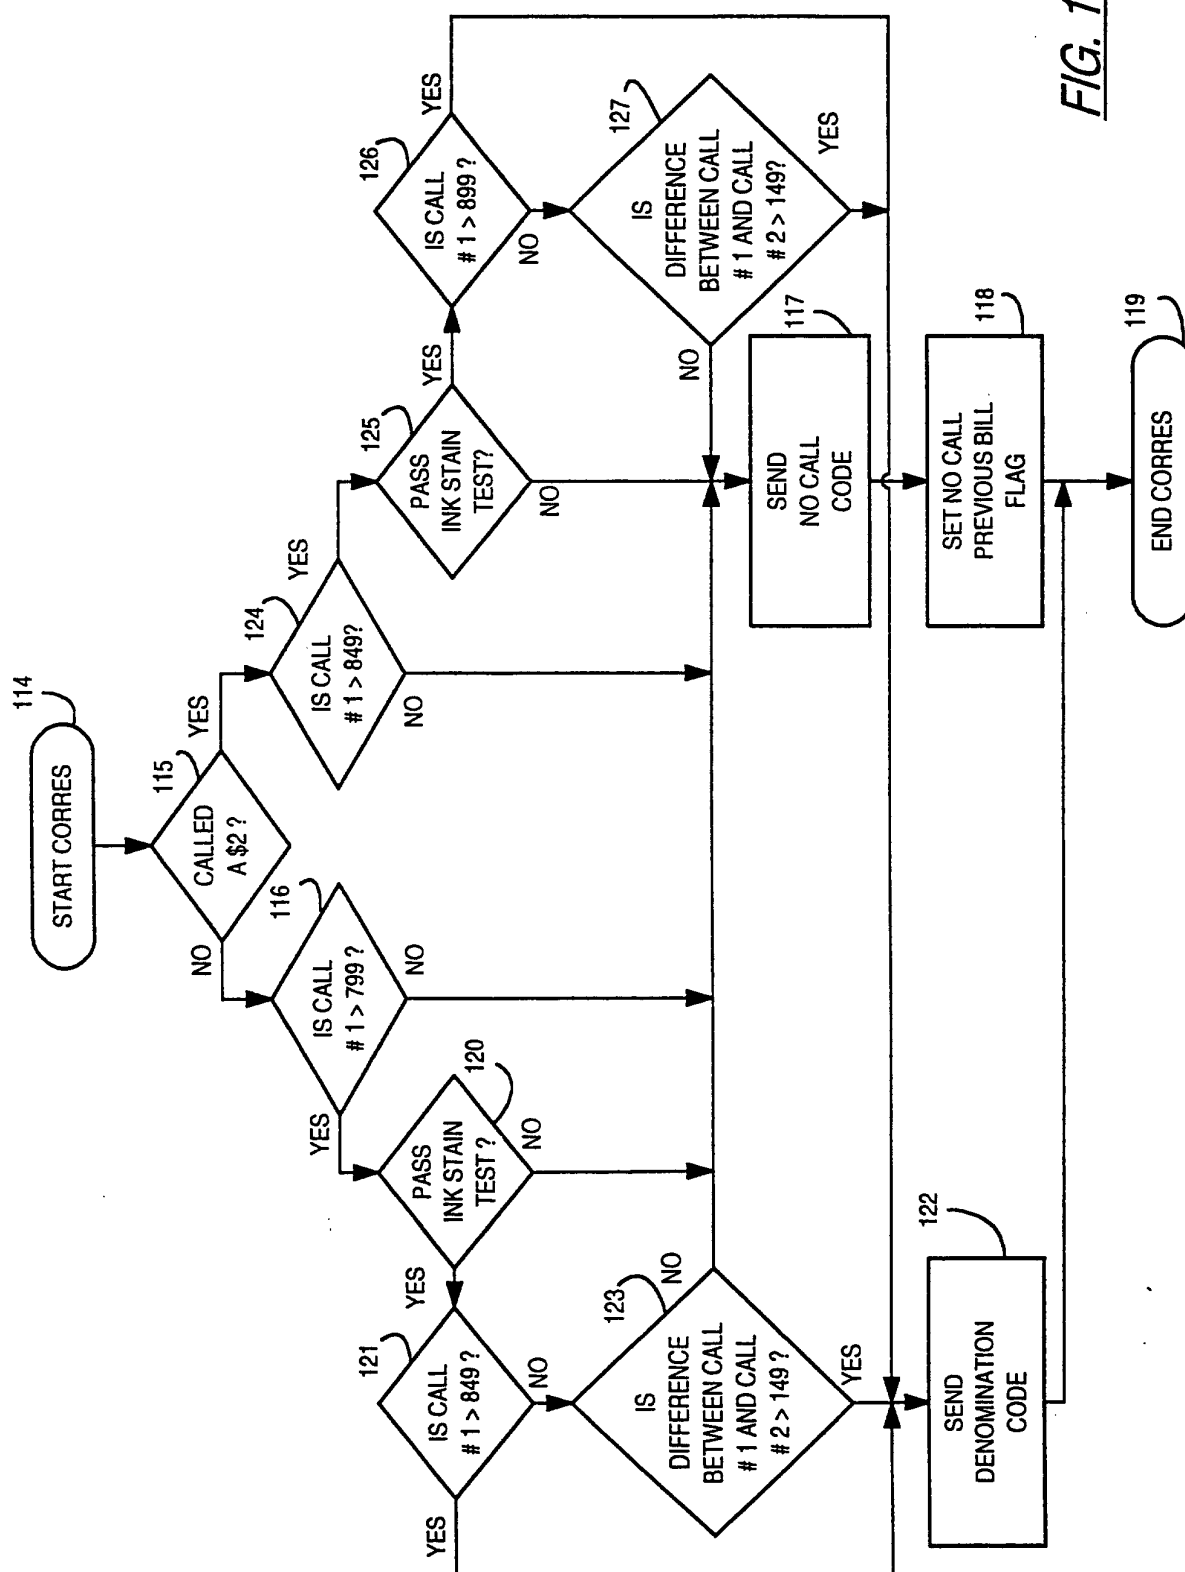 START CORRES
114
CALLED
A $2 ?
115
NO
YES
IS CALL
# 1 > 799 ?
116
YES
NO
IS CALL
# 1 > 849?
124
YES
NO
PASS
INK STAIN
TEST ?
120
YES
NO
PASS
INK STAIN
TEST?
125
YES
NO
IS CALL
# 1 > 849 ?
121
YES
NO
IS CALL
# 1 > 899 ?
126
YES
NO
IS
DIFFERENCE
BETWEEN CALL
# 1 AND CALL
# 2 > 149 ?
123
NO
YES
IS
DIFFERENCE
BETWEEN CALL
# 1 AND CALL
# 2 > 149?
127
NO
YES
SEND
NO CALL
CODE
117
SEND
DENOMINATION
CODE
122
SET NO CALL
PREVIOUS BILL
FLAG
118
END CORRES
119
FIG. 1